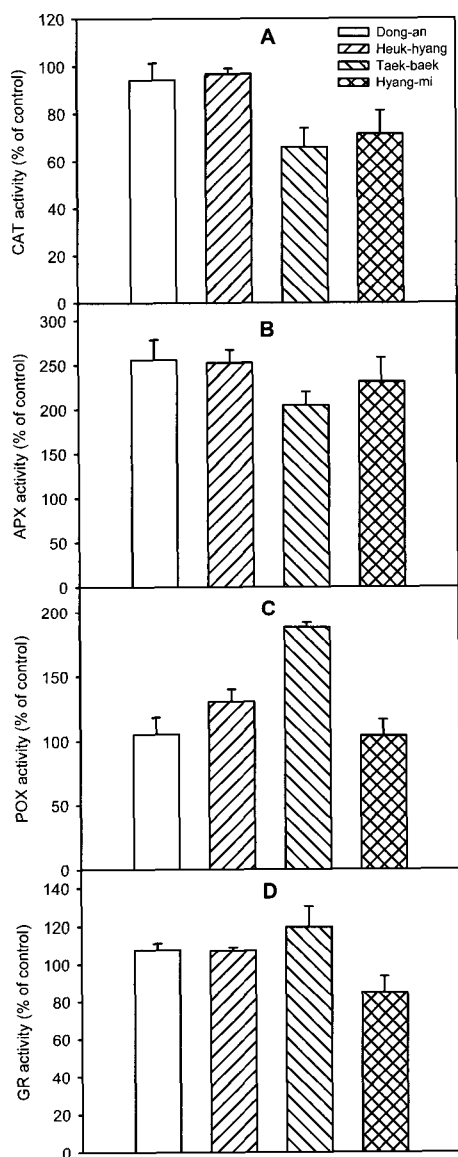 A
Dong-an
Heuk-hyang
Taek-baek
Hyang-mi
CAT activity (% of control)
120
100
80
60
40
20
0
B
APX activity (% of control)
300
250
200
150
100
50
0
C
POX activity (% of control)
200
150
100
50
0
D
GR activity (% of control)
140
120
100
80
60
40
20
0